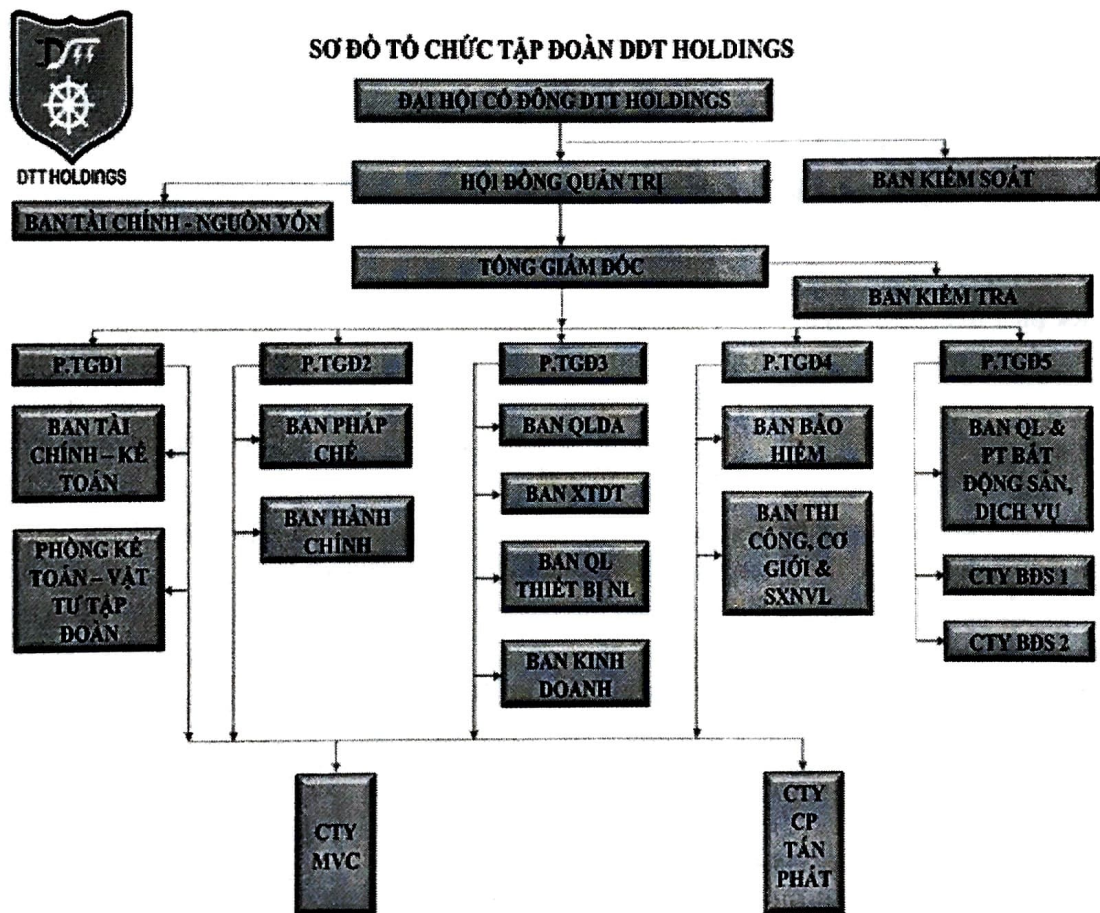 SƠ ĐỒ TỔ CHỨC TẬP ĐOÀN DDT HOLDINGS
DTT HOLDINGS
ĐẠI HỘI CỔ ĐÔNG DTT HOLDINGS
HỘI ĐỒNG QUẢN TRỊ
BAN KIỂM SOÁT
BAN TÀI CHÍNH - NGUỒN VỐN
TỔNG GIÁM ĐỐC
BAN KIỂM TRA
P.TGĐ1
P.TGĐ2
P.TGĐ3
P.TGĐ4
P.TGĐ5
BAN TÀI
CHÍNH – KẾ
TOÁN
PHÒNG KẾ
TOÁN – VẬT
TƯ TẬP
ĐOÀN
BAN PHÁP
CHẾ
BAN HÀNH
CHÍNH
BAN QLDA
BAN XTDT
BAN QL
THIẾT BỊ NL
BAN KINH
DOANH
BAN BẢO
HIỂM
BAN THI
CÔNG, CƠ
GIỚI &
SXNVL
BAN QL &
PT BẤT
ĐỘNG SẢN,
DỊCH VỤ
CTY BĐS 1
CTY BĐS 2
CTY
MVC
CTY
CP
TẤN
PHÁT